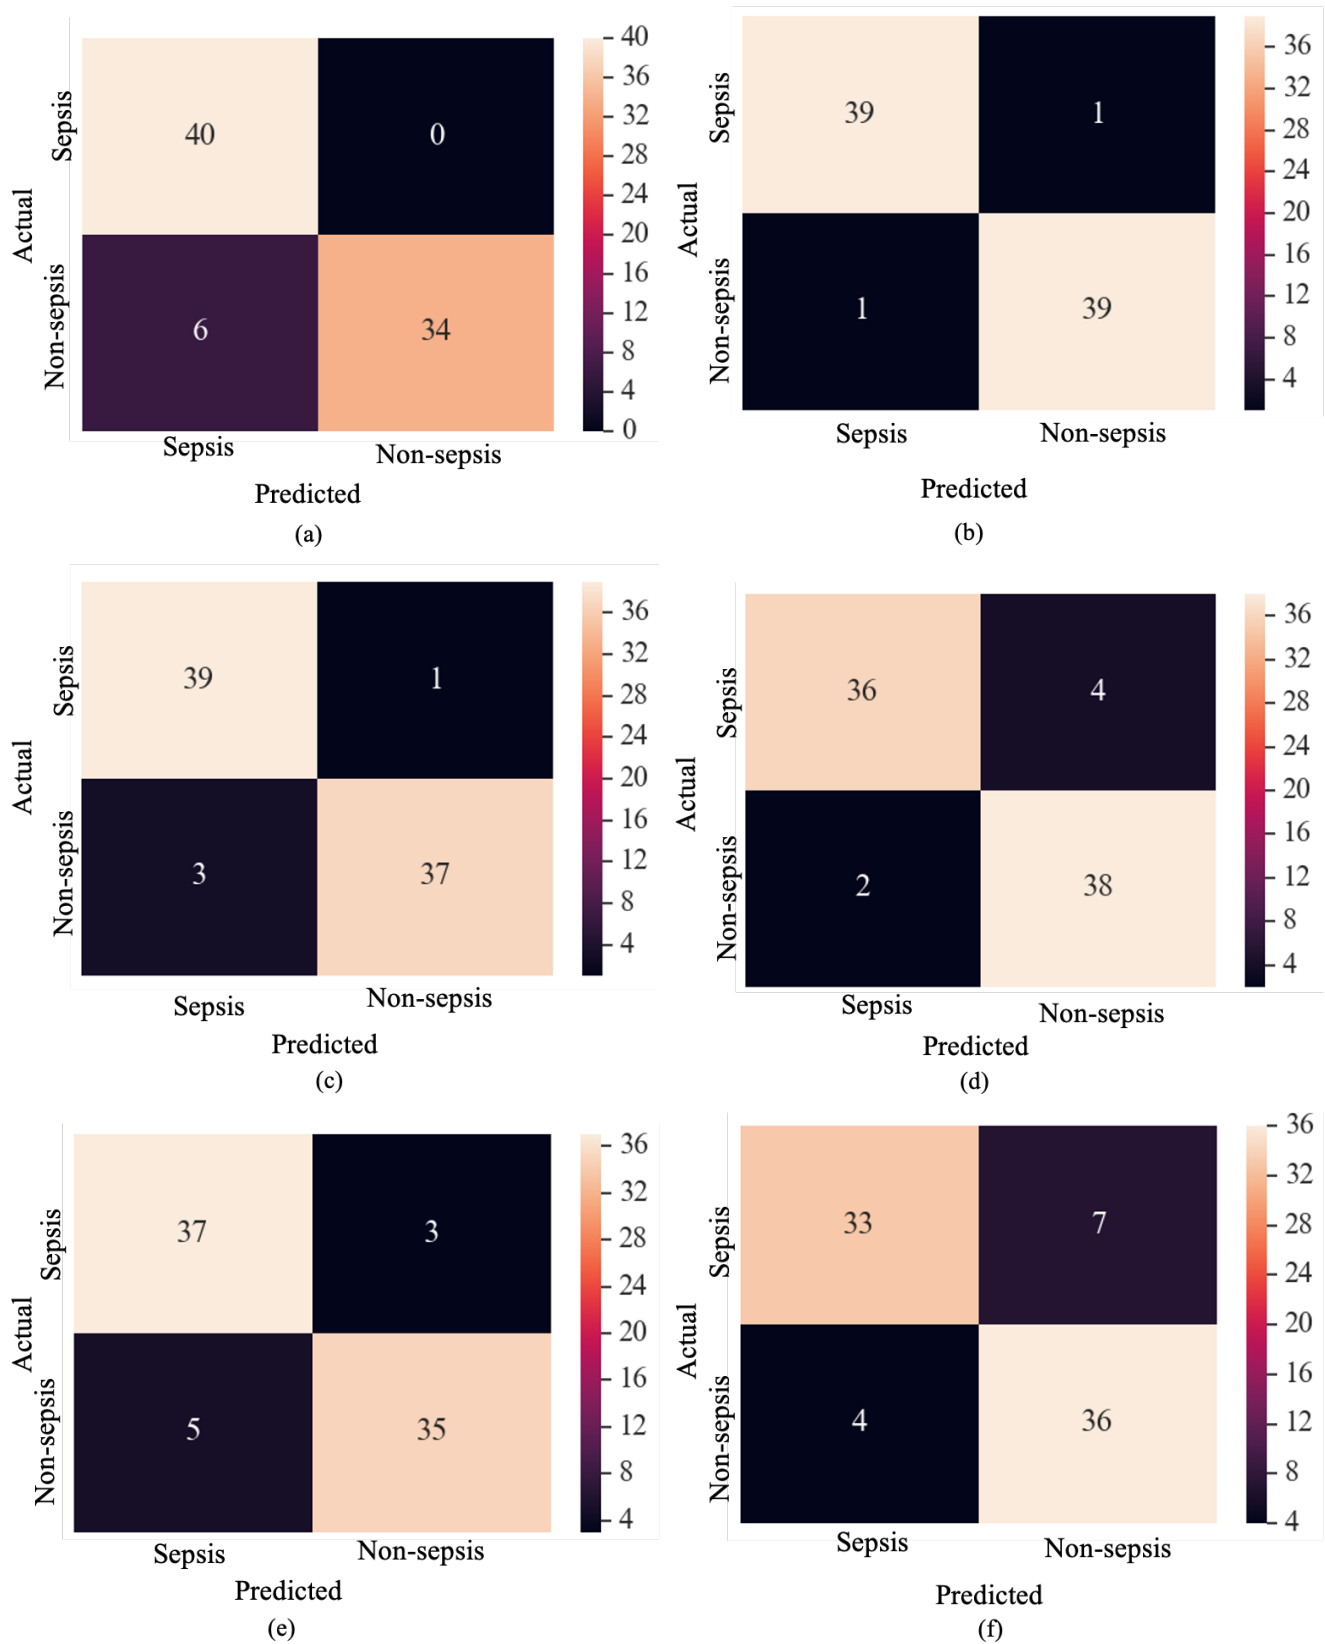 40
36
32
28
24
20
16
12
8
4
0
Sepsis
Non-sepsis
Actual
40 0
6 34
Sepsis Non-sepsis
Predicted
(a)
36
32
28
24
20
16
12
8
4
Sepsis
Non-sepsis
Actual
39 1
1 39
Sepsis Non-sepsis
Predicted
(b)
36
32
28
24
20
16
12
8
4
Sepsis
Non-sepsis
Actual
39 1
3 37
Sepsis Non-sepsis
Predicted
(c)
36
32
28
24
20
16
12
8
4
Sepsis
Non-sepsis
Actual
36 4
2 38
Sepsis Non-sepsis
Predicted
(d)
36
32
28
24
20
16
12
8
4
Sepsis
Non-sepsis
Actual
37 3
5 35
Sepsis Non-sepsis
Predicted
(e)
36
32
28
24
20
16
12
8
4
Sepsis
Non-sepsis
Actual
33 7
4 36
Sepsis Non-sepsis
Predicted
(f)